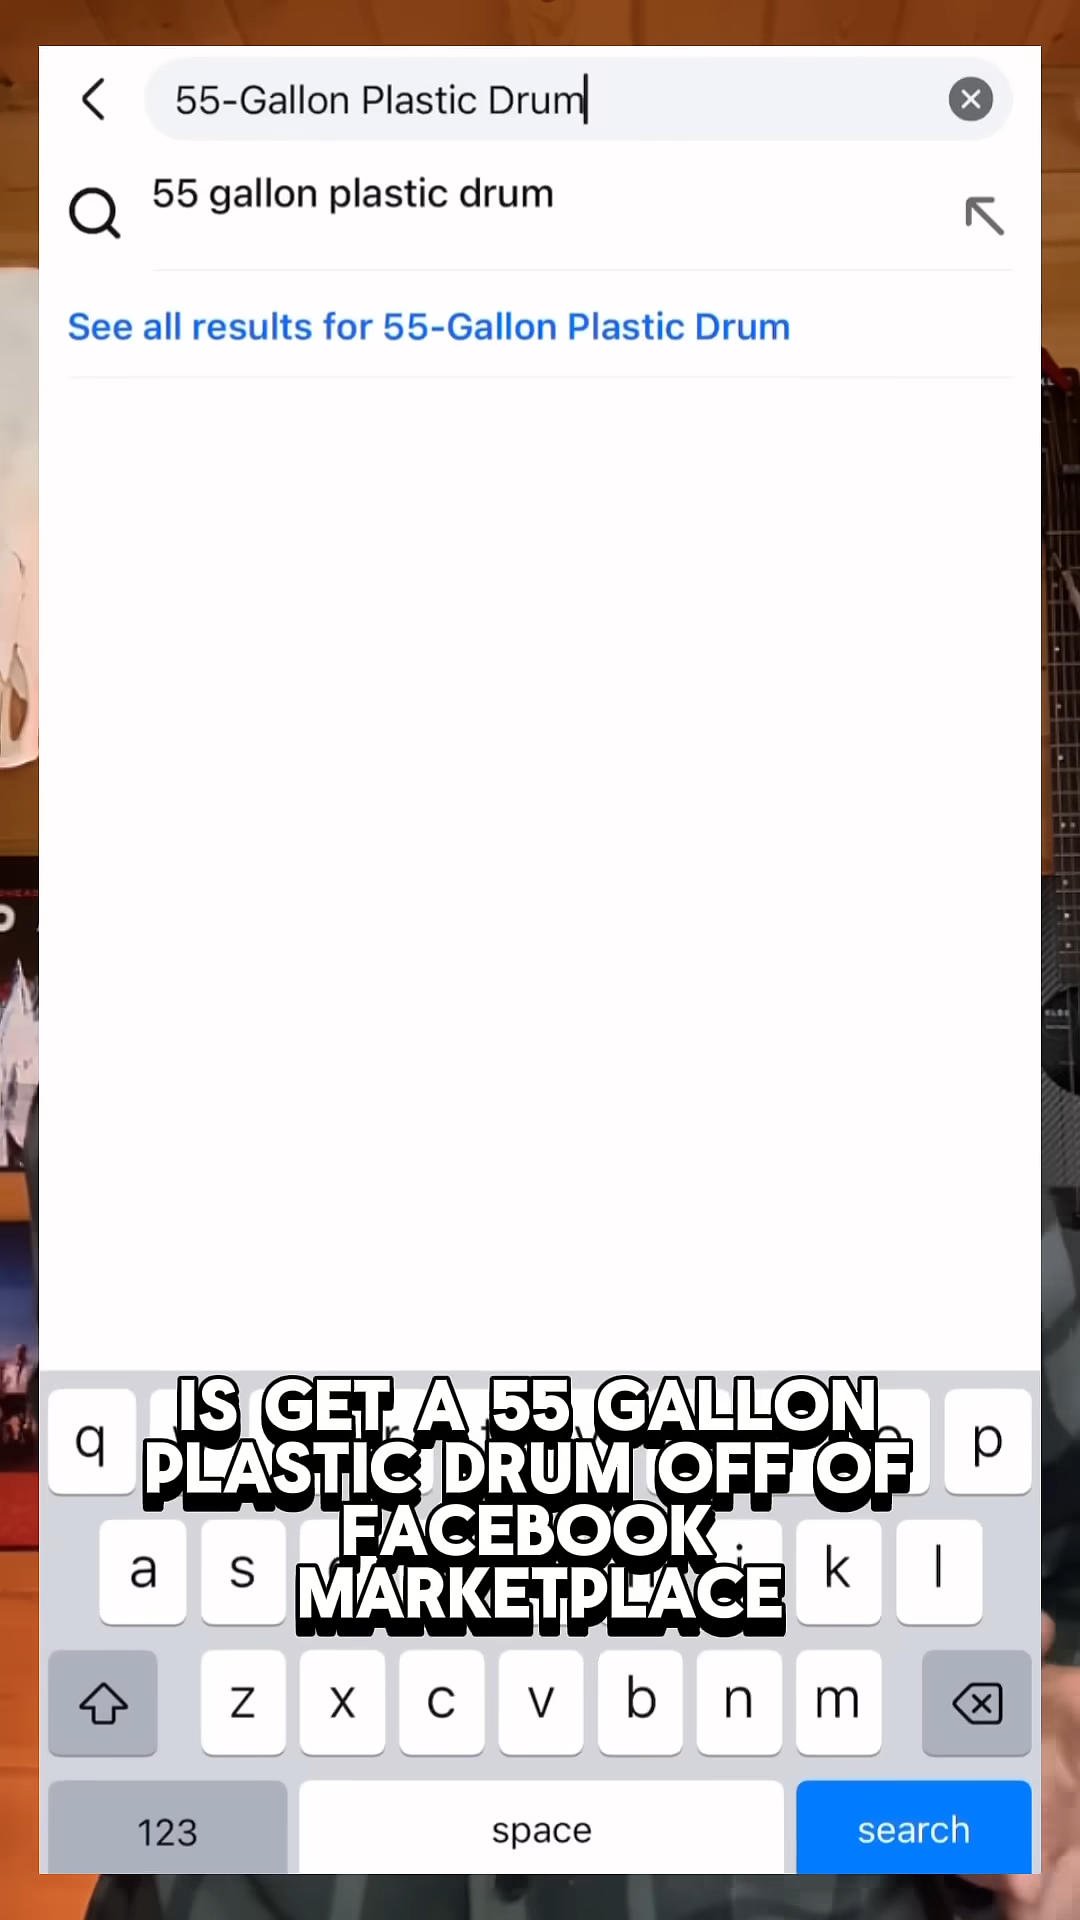 55-Gallon Plastic Drum
55 gallon plastic drum
See all results for 55-Gallon Plastic Drum
IS GET A 55 GALLON
PLASTIC DRUM OFF OF
FACEBOOK
MARKETPLACE
q p
a s k l
z x c v b n m
123 space search